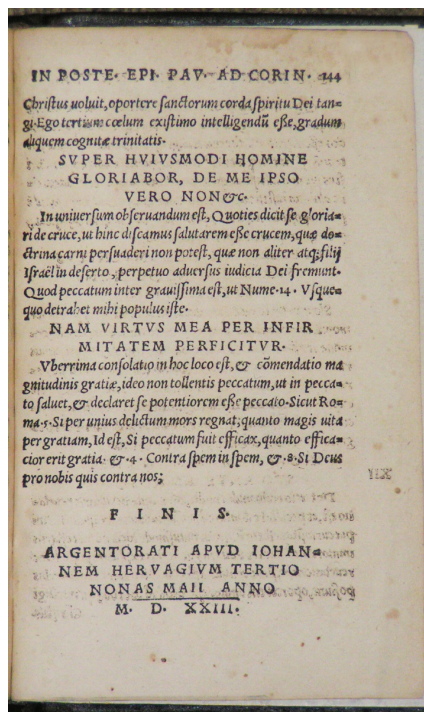 IN POSTE· EPI· PAV· AD CORIN· 244
Christus uoluit, oportere sanctorum corda spiritu Dei tan=
gi· Ego tertium cœlum existimo intelligendũ eße, gradum
aliquem cognitæ trinitatis·
SVPER HVIVSMODI HOMINE
GLORIABOR, DE ME IPSO
VERO NON &c·
In uniuersum obseruandum est, Quoties dicit se gloria=
ri de cruce, ut hinc discamus salutarem eße crucem, quæ do=
ctrina carni persuaderi non potest, quæ non aliter atq; filij
Israël in deserto, perpetuo aduersus iudicia Dei fremunt·
Quod peccatum inter grauißima est, ut Nume·14· Vsque=
quo detrahet mihi populus iste·
NAM VIRTVS MEA PER INFIR
MITATEM PERFICITVR·
Vberrima consolatio in hoc loco est, & cõmendatio ma
gnitudinis gratiæ, ideo non tollentis peccatum, ut in pecca=
to saluet, & declaret se potentiorem eße peccato· Sicut Ro=
ma·5· Si per unius delictum mors regnat, quanto magis uita
per gratiam, Id est, Si peccatum fuit efficax, quanto effica=
cior erit gratia· &·4· Contra spem in spem, &·8· Si Deus
pro nobis quis contra nos;
F I N I S·
ARGENTORATI APVD IOHAN=
NEM HERVAGIVM TERTIO
NONAS MAII ANNO
M· D· XXIII·